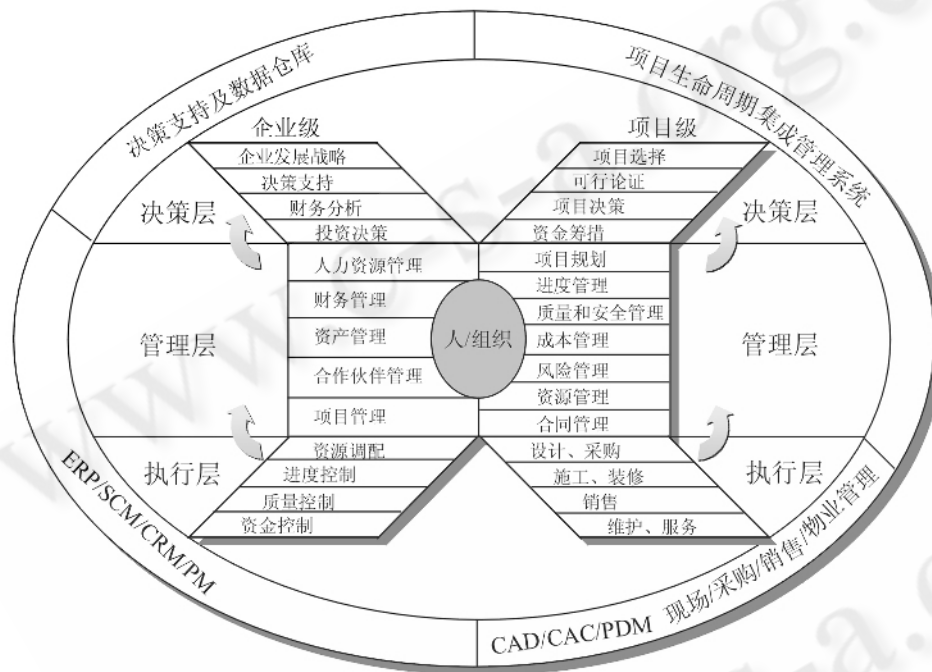 决策支持及数据仓库
项目生命周期集成管理系统
企业级
项目级
企业发展战略
决策支持
财务分析
投资决策
项目选择
可行论证
项目决策
资金筹措
决策层
决策层
人力资源管理
财务管理
资产管理
合作伙伴管理
项目管理
人/组织
项目规划
进度管理
质量和安全管理
成本管理
风险管理
资源管理
合同管理
管理层
管理层
资源调配
进度控制
质量控制
资金控制
设计、采购
施工、装修
销售
维护、服务
执行层
执行层
ERP/SCM/CRM/PM
CAD/CAC/PDM 现场/采购/销售/物业管理
www.c-s-a.org.c